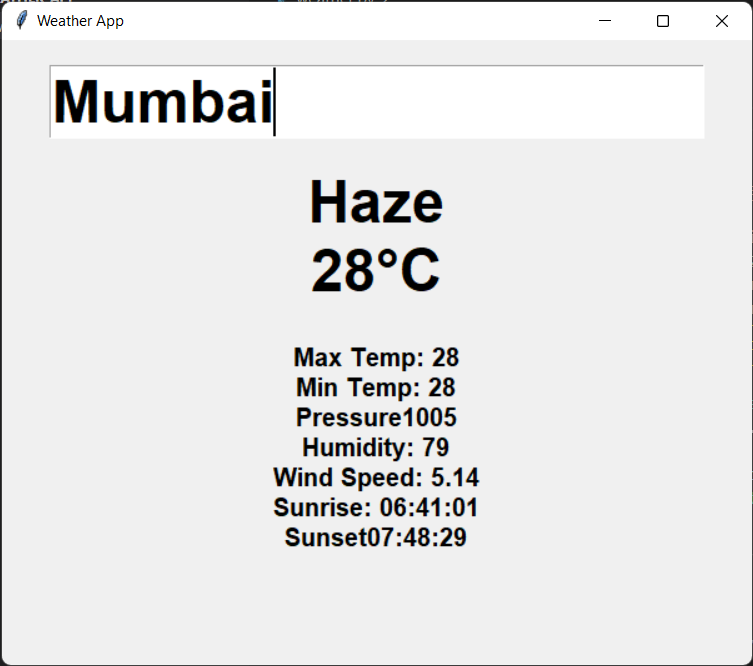 Weather App
Mumbai
Haze
28°C
Max Temp: 28
Min Temp: 28
Pressure1005
Humidity: 79
Wind Speed: 5.14
Sunrise: 06:41:01
Sunset07:48:29